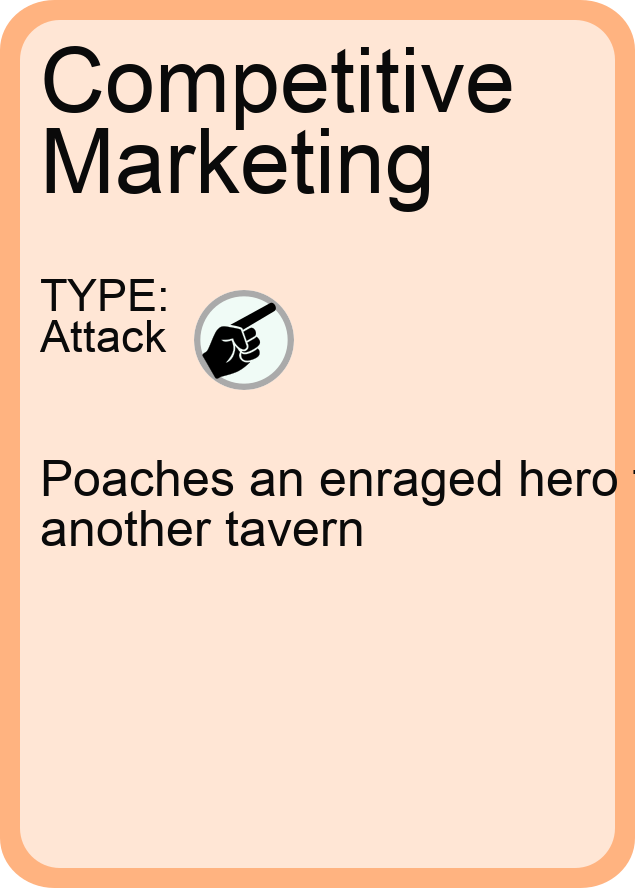 Competitive
Marketing
TYPE:
Attack
Poaches an enraged hero
another tavern